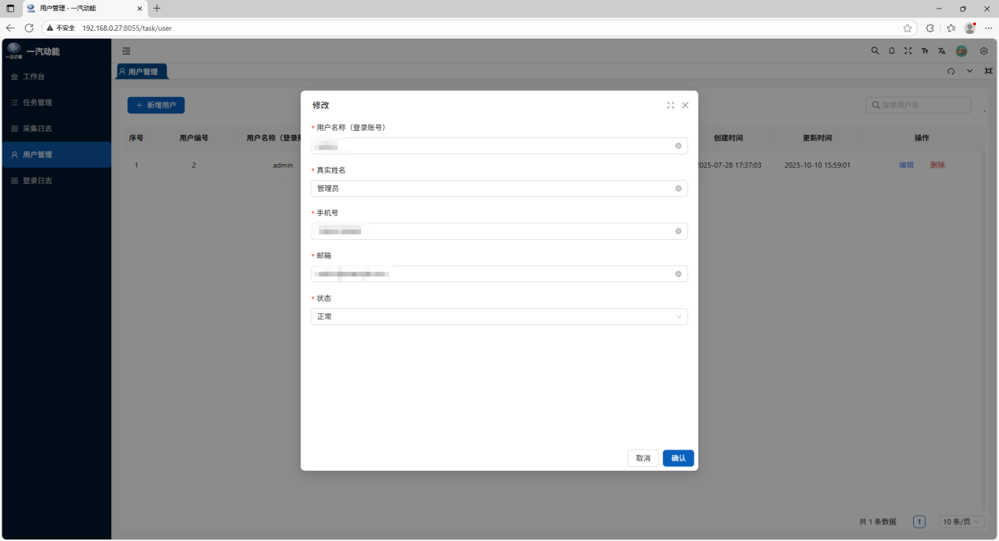 用户管理 - 一汽动能
不安全 192.168.0.27:8055/task/user
一汽动能
一汽动能
工作台
任务管理
采集日志
用户管理
登录日志
用户管理
+ 新增用户
搜索用户名
序号 用户编号 用户名称（登录账 创建时间 更新时间 操作
1 2 admin 2025-07-28 17:37:03 2025-10-10 15:59:01 编辑 删除
修改
* 用户名称（登录账号）
* 真实姓名
管理员
* 手机号
* 邮箱
* 状态
正常
取消 确认
共 1 条数据 1 10 条/页